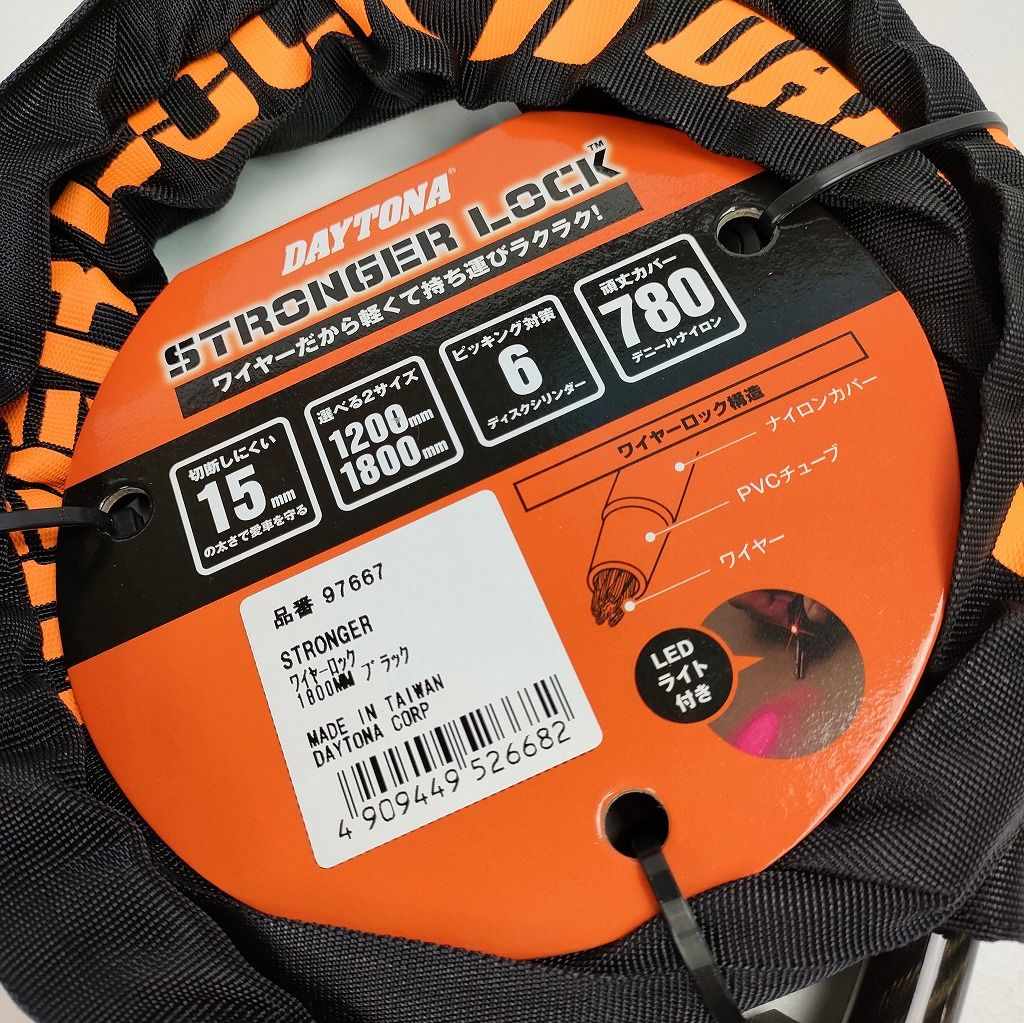 DAYTONA®
STRONGER LOCK™
ワイヤーだから軽くて持ち運びラクラク!
切断しにくい
15mm
の太さで愛車を守る
選べる2サイズ
1200mm
1800mm
ピッキング対策
6
ディスクシリンダー
頑丈カバー
780
デニールナイロン
ワイヤーロック構造
ナイロンカバー
PVCチューブ
ワイヤー
LED
ライト
付き
品番 97667
STRONGER
ワイヤーロック
1800MM ブラック
MADE IN TAIWAN
DAYTONA CORP
4 909449 526682